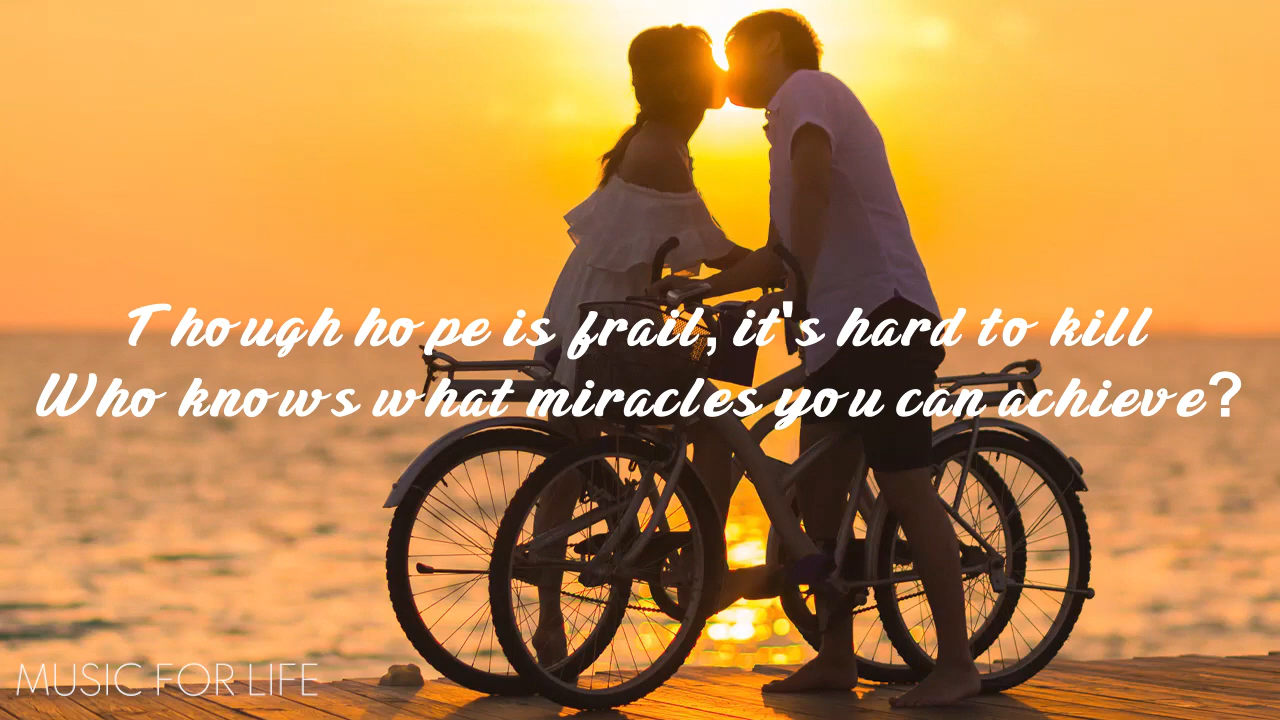 Though hope is frail, it's hard to kill
Who knows what miracles you can achieve?
MUSIC FOR LIFE